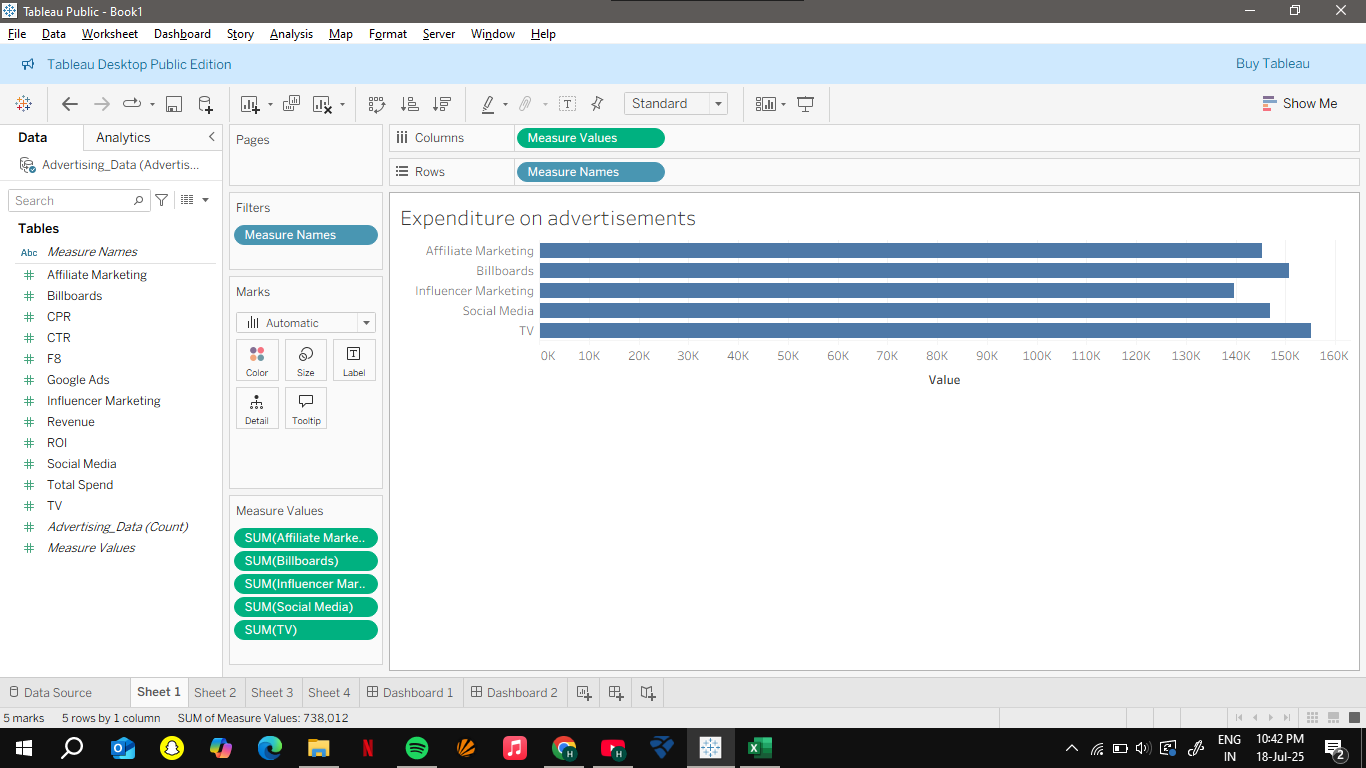 Tableau Public - Book1
File Data Worksheet Dashboard Story Analysis Map Format Server Window Help
Tableau Desktop Public Edition
Buy Tableau
Standard
Show Me
Data
Analytics
Advertising_Data (Advertis...
Search
Tables
Abc Measure Names
Affiliate Marketing
Billboards
CPR
CTR
F8
Google Ads
Influencer Marketing
Revenue
ROI
Social Media
Total Spend
TV
Advertising_Data (Count)
Measure Values
Pages
Filters
Measure Names
Marks
Automatic
Color Size Label
Detail Tooltip
Measure Values
SUM(Affiliate Marke..
SUM(Billboards)
SUM(Influencer Mar..
SUM(Social Media)
SUM(TV)
Columns Measure Values
Rows Measure Names
Expenditure on advertisements
Affiliate Marketing
Billboards
Influencer Marketing
Social Media
TV
0K 10K 20K 30K 40K 50K 60K 70K 80K 90K 100K 110K 120K 130K 140K 150K 160K
Value
Data Source Sheet 1 Sheet 2 Sheet 3 Sheet 4 Dashboard 1 Dashboard 2
5 marks 5 rows by 1 column SUM of Measure Values: 738,012
ENG
IN
10:42 PM
18-Jul-25
2